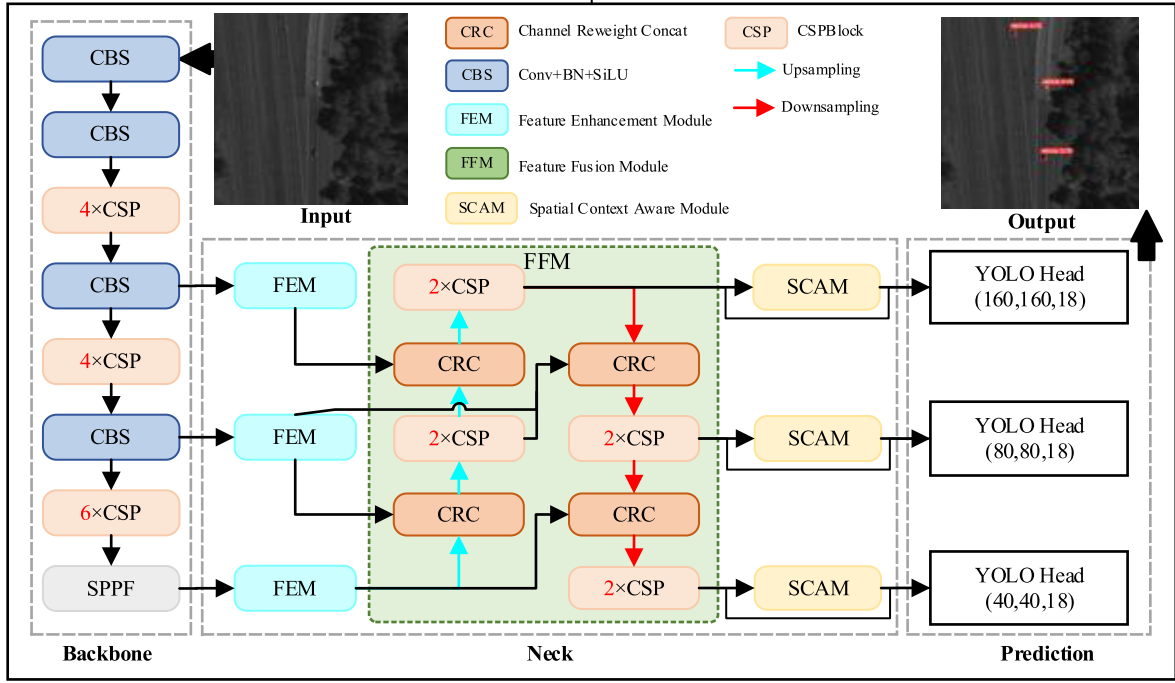 CBS
CBS
4×CSP
CBS
4×CSP
CBS
6×CSP
SPPF
Backbone
Input
CRC Channel Reweight Concat
CBS Conv+BN+SiLU
FEM Feature Enhancement Module
FFM Feature Fusion Module
SCAM Spatial Context Aware Module
CSP CSPBlock
Upsampling
Downsampling
Output
FEM
FEM
FEM
FFM
2×CSP
CRC
2×CSP
CRC
CRC
2×CSP
CRC
2×CSP
SCAM
SCAM
SCAM
Neck
YOLO Head
(160,160,18)
YOLO Head
(80,80,18)
YOLO Head
(40,40,18)
Prediction